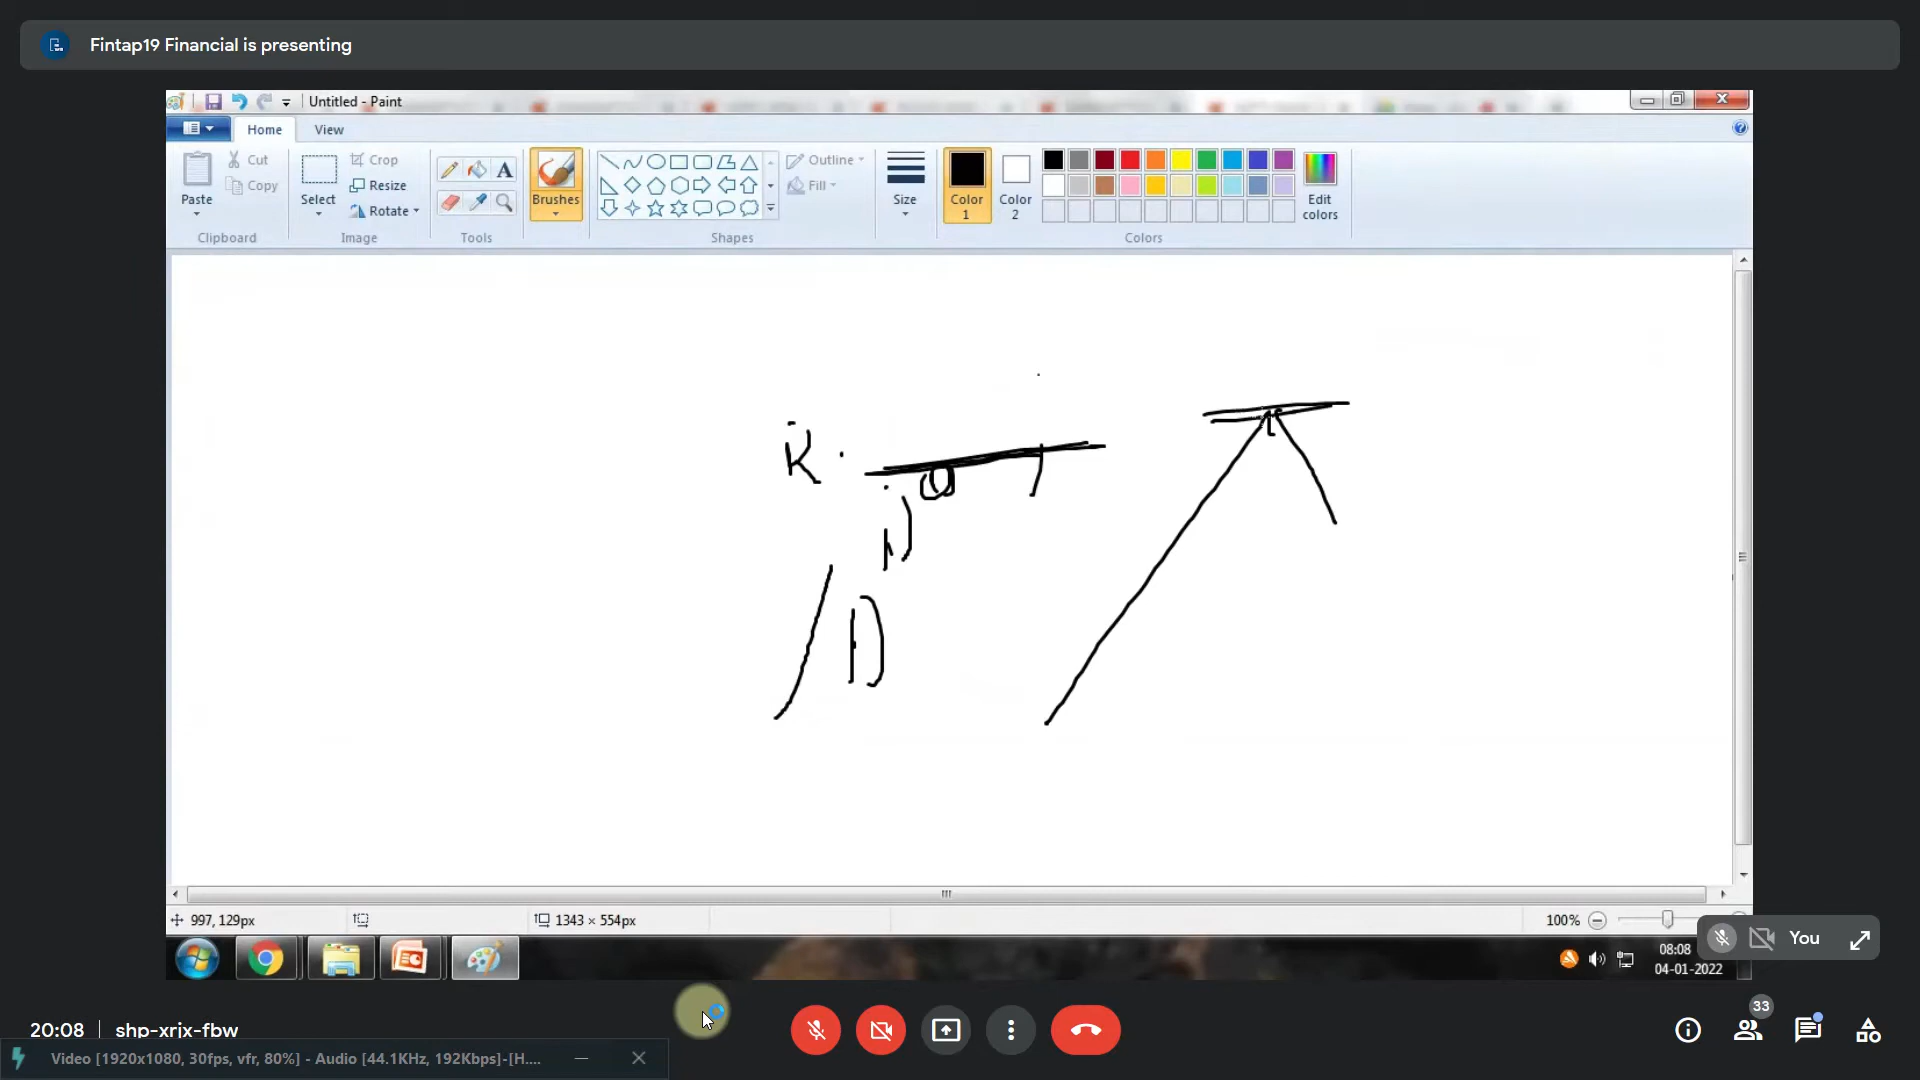 Fintap19 Financial is presenting
Untitled - Paint
Home
View
Paste
Cut
Copy
Clipboard
Select
Crop
Resize
Rotate
Image
Tools
Brushes
Outline
Fill
Shapes
Size
Color 1
Color 2
Edit colors
Colors
R
997, 129px
1343 × 554px
100%
08:08
04-01-2022
You
33
20:08
shp-xrjx-fbw
Video [1920x1080, 30fps, vfr, 80%] - Audio [44.1KHz, 192Kbps]-[H....